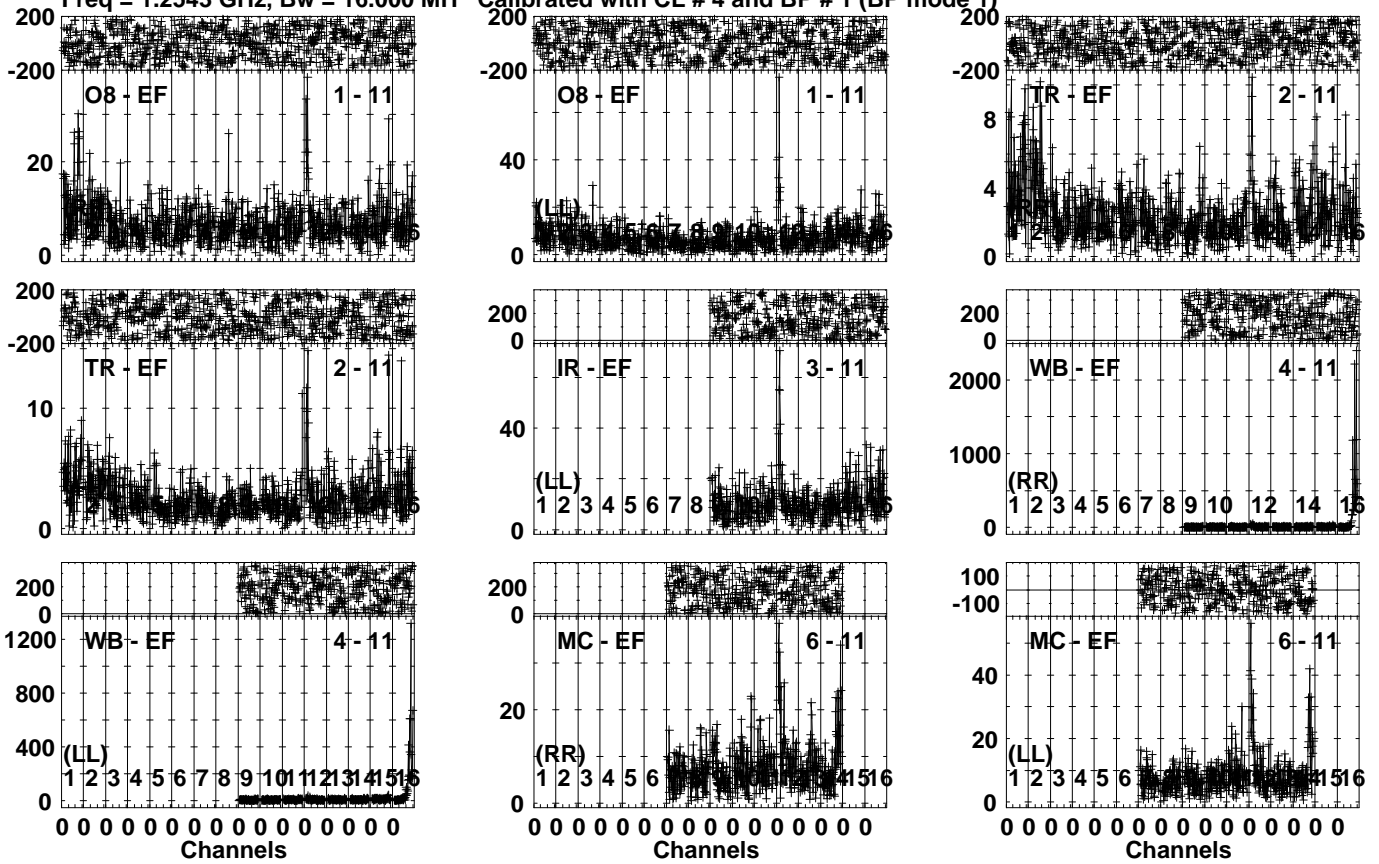 Freq = 1.2543 GHz, Bw = 16.000 MH Calibrated with CL # 4 and BP # 1 (BP mode 1)
200 200 200
-200 -200 -200
O8 - EF 1 - 11 O8 - EF 1 - 11 TR - EF 2 - 11
20 40 8
4
(LL)
0 0 0
200 200 200
-200 0 0
TR - EF 2 - 11 IR - EF 3 - 11 WB - EF 4 - 11
10 40 2000
1000
(LL) (RR)
1 2 3 4 5 6 7 8 1 2 3 4 5 6 7 8 9 10 12 14 16
0 0 0
200 200 100
0 0 -100
WB - EF 4 - 11 MC - EF 6 - 11 MC - EF 6 - 11
1200
800 40
400 20 20
(LL) (RR) (LL)
1 2 3 4 5 6 7 8 9 10 11 12 13 14 15 16 1 2 3 4 5 6 15 16 1 2 3 4 5 6 15 16
0 0 0
0 0 0 0 0 0 0 0 0 0 0 0 0 0 0 0 0 0 0 0 0 0 0 0 0 0 0 0 0 0 0 0 0 0 0 0 0 0 0 0 0 0 0 0 0 0 0 0
Channels Channels Channels